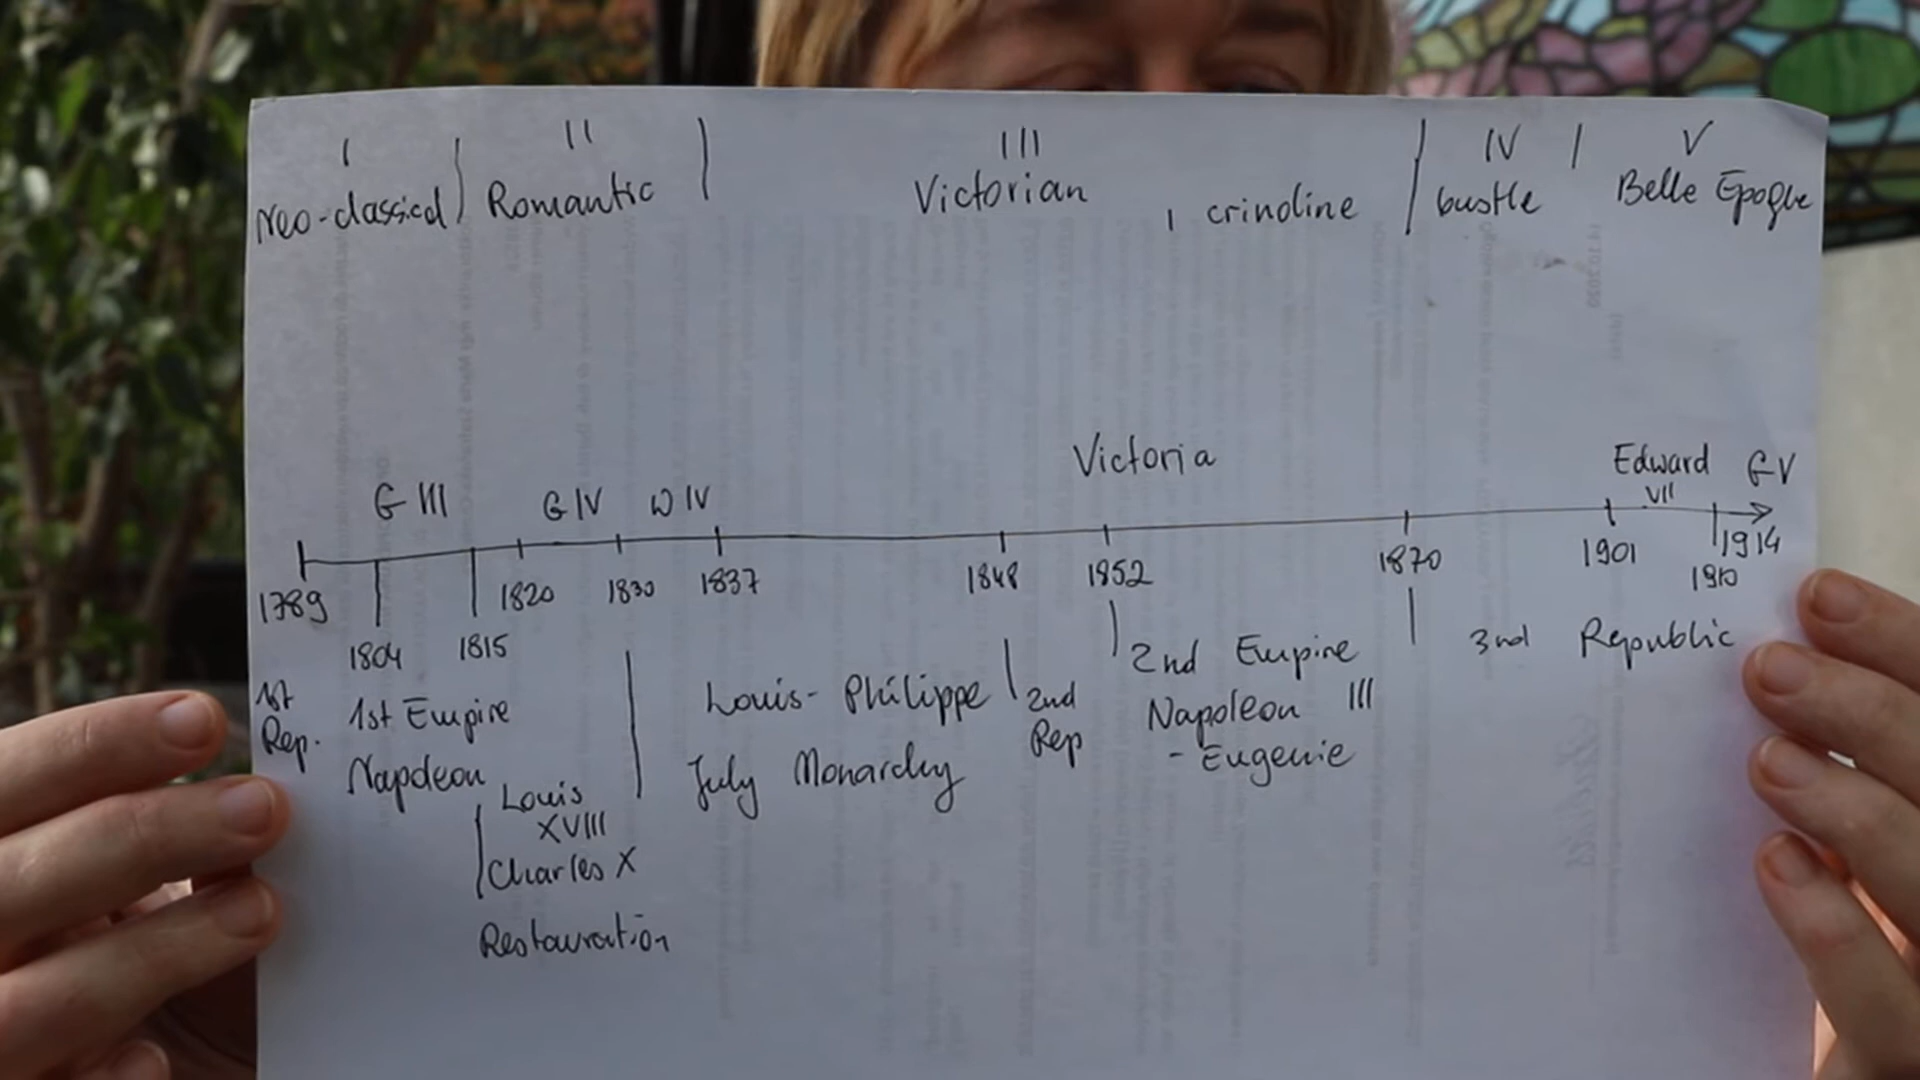 I II III IV V
Neo-classical Romantic Victorian crinoline bustle Belle Epoque
Victoria Edward VII G V
G III G IV W IV
1789 1804 1815 1820 1830 1837 1848 1852 1870 1901 1910 1914
1st Rep.
1st Empire
Napoleon
Louis XVIII
Charles X
Restauration
Louis-Philippe
July Monarchy
2nd Rep
2nd Empire
Napoleon III
- Eugenie
3nd Republic